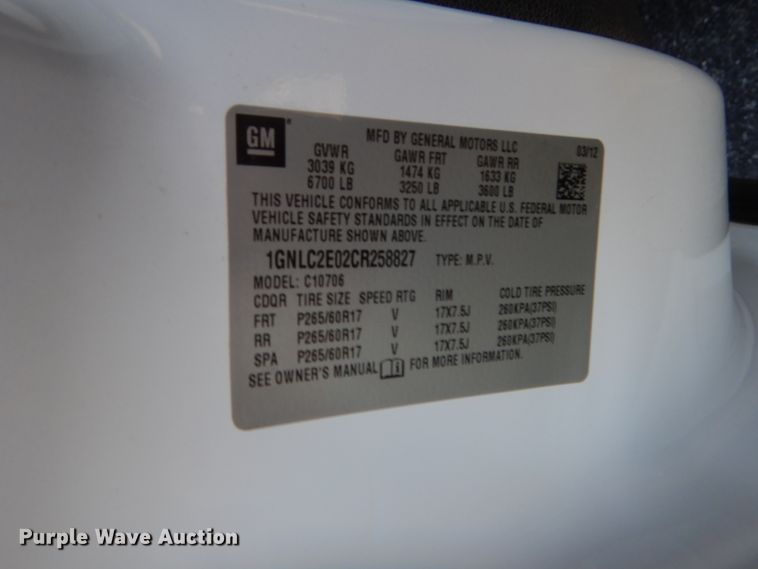 GM
MFD BY GENERAL MOTORS LLC 03/12
GVWR GAWR FRT GAWR RR
3039 KG 1474 KG 1633 KG
6700 LB 3250 LB 3600 LB
THIS VEHICLE CONFORMS TO ALL APPLICABLE U.S. FEDERAL MOTOR
VEHICLE SAFETY STANDARDS IN EFFECT ON THE DATE OF
MANUFACTURE SHOWN ABOVE.
1GNLC2E02CR258827 TYPE: M.P.V.
MODEL: C10706
CDQR TIRE SIZE SPEED RTG RIM COLD TIRE PRESSURE
FRT P265/60R17 V 17X7.5J 260KPA(37PSI)
RR P265/60R17 V 17X7.5J 260KPA(37PSI)
SPA P265/60R17 V 17X7.5J 260KPA(37PSI)
SEE OWNER'S MANUAL FOR MORE INFORMATION.
Purple Wave Auction